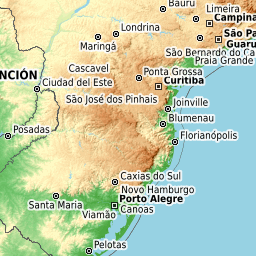 Bauru
Limeira
Campina
Londrina
São Pa
Guaru
Maringá
São Bernardo do Ca
Praia Grande
Cascavel
Ponta Grossa
NCIÓN
Ciudad del Este
Curitiba
São José dos Pinhais
Joinville
Blumenau
Posadas
Florianópolis
Caxias do Sul
Novo Hamburgo
Santa Maria
Porto Alegre
Canoas
Viamão
Pelotas